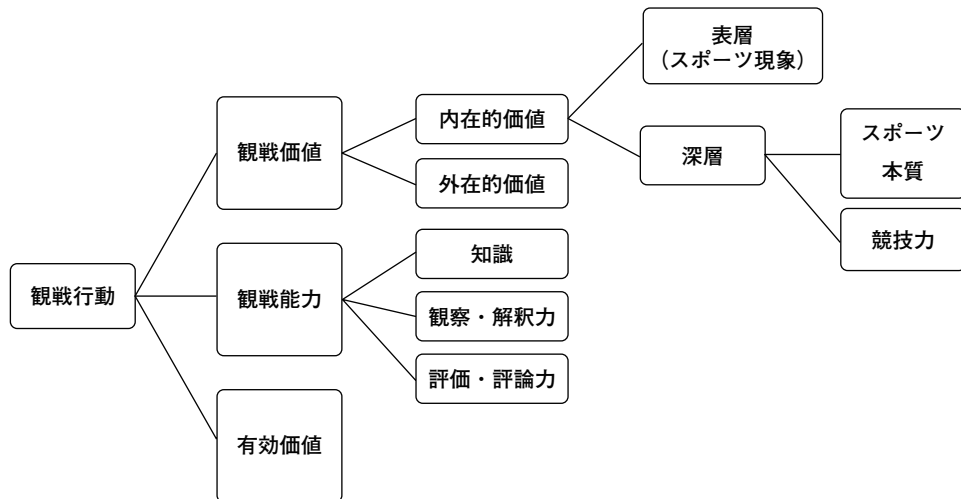 表層
（スポーツ現象）
内在的価値
観戦価値
スポーツ
本質
深層
外在的価値
競技力
知識
観戦行動
観戦能力
観察・解釈力
評価・評論力
有効価値